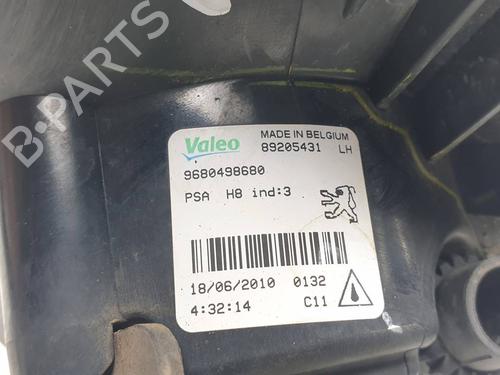 Valeo MADE IN BELGIUM
89205431 LH
9680498680
PSA H8 ind:3
18/06/2010 0132
4:32:14 C11
B-PARTS